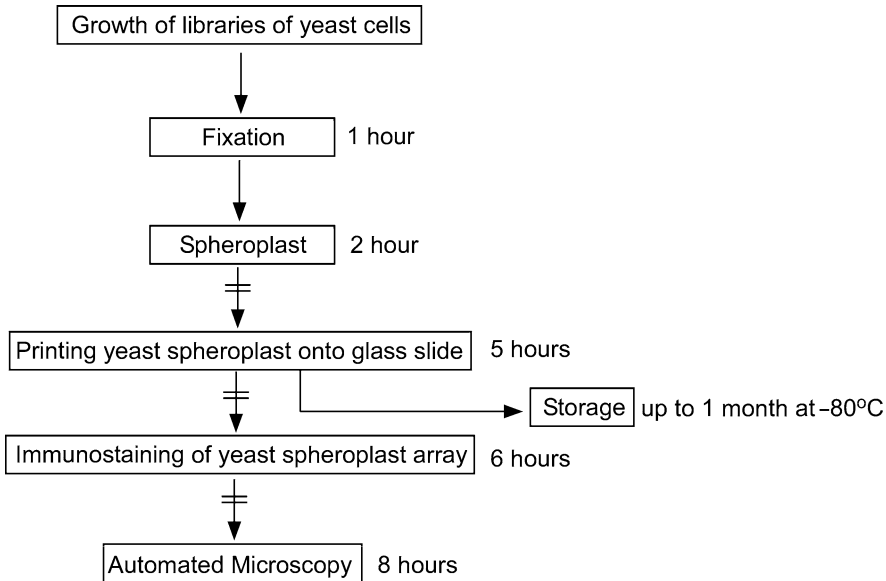 Growth of libraries of yeast cells
Fixation 1 hour
Spheroplast 2 hour
Printing yeast spheroplast onto glass slide 5 hours
Storage up to 1 month at –80ºC
Immunostaining of yeast spheroplast array 6 hours
Automated Microscopy 8 hours